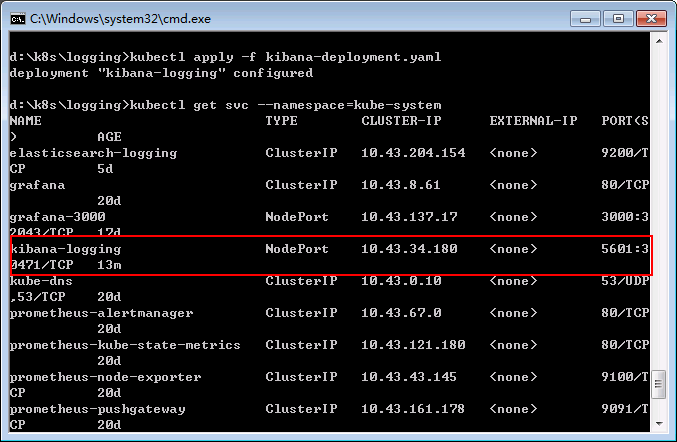 C:\Windows\system32\cmd.exe
d:\k8s\logging>kubectl apply -f kibana-deployment.yaml
deployment "kibana-logging" configured
d:\k8s\logging>kubectl get svc --namespace=kube-system
NAME TYPE CLUSTER-IP EXTERNAL-IP PORT(S
) AGE
elasticsearch-logging ClusterIP 10.43.204.154 <none> 9200/T
CP 5d
grafana ClusterIP 10.43.8.61 <none> 80/TCP
20d
grafana-3000 NodePort 10.43.137.17 <none> 3000:3
2043/TCP 17d
kibana-logging NodePort 10.43.34.180 <none> 5601:3
0471/TCP 13m
kube-dns ClusterIP 10.43.0.10 <none> 53/UDP
,53/TCP 20d
prometheus-alertmanager ClusterIP 10.43.67.0 <none> 80/TCP
20d
prometheus-kube-state-metrics ClusterIP 10.43.121.180 <none> 80/TCP
20d
prometheus-node-exporter ClusterIP 10.43.43.145 <none> 9100/T
CP 20d
prometheus-pushgateway ClusterIP 10.43.161.178 <none> 9091/T
CP 20d